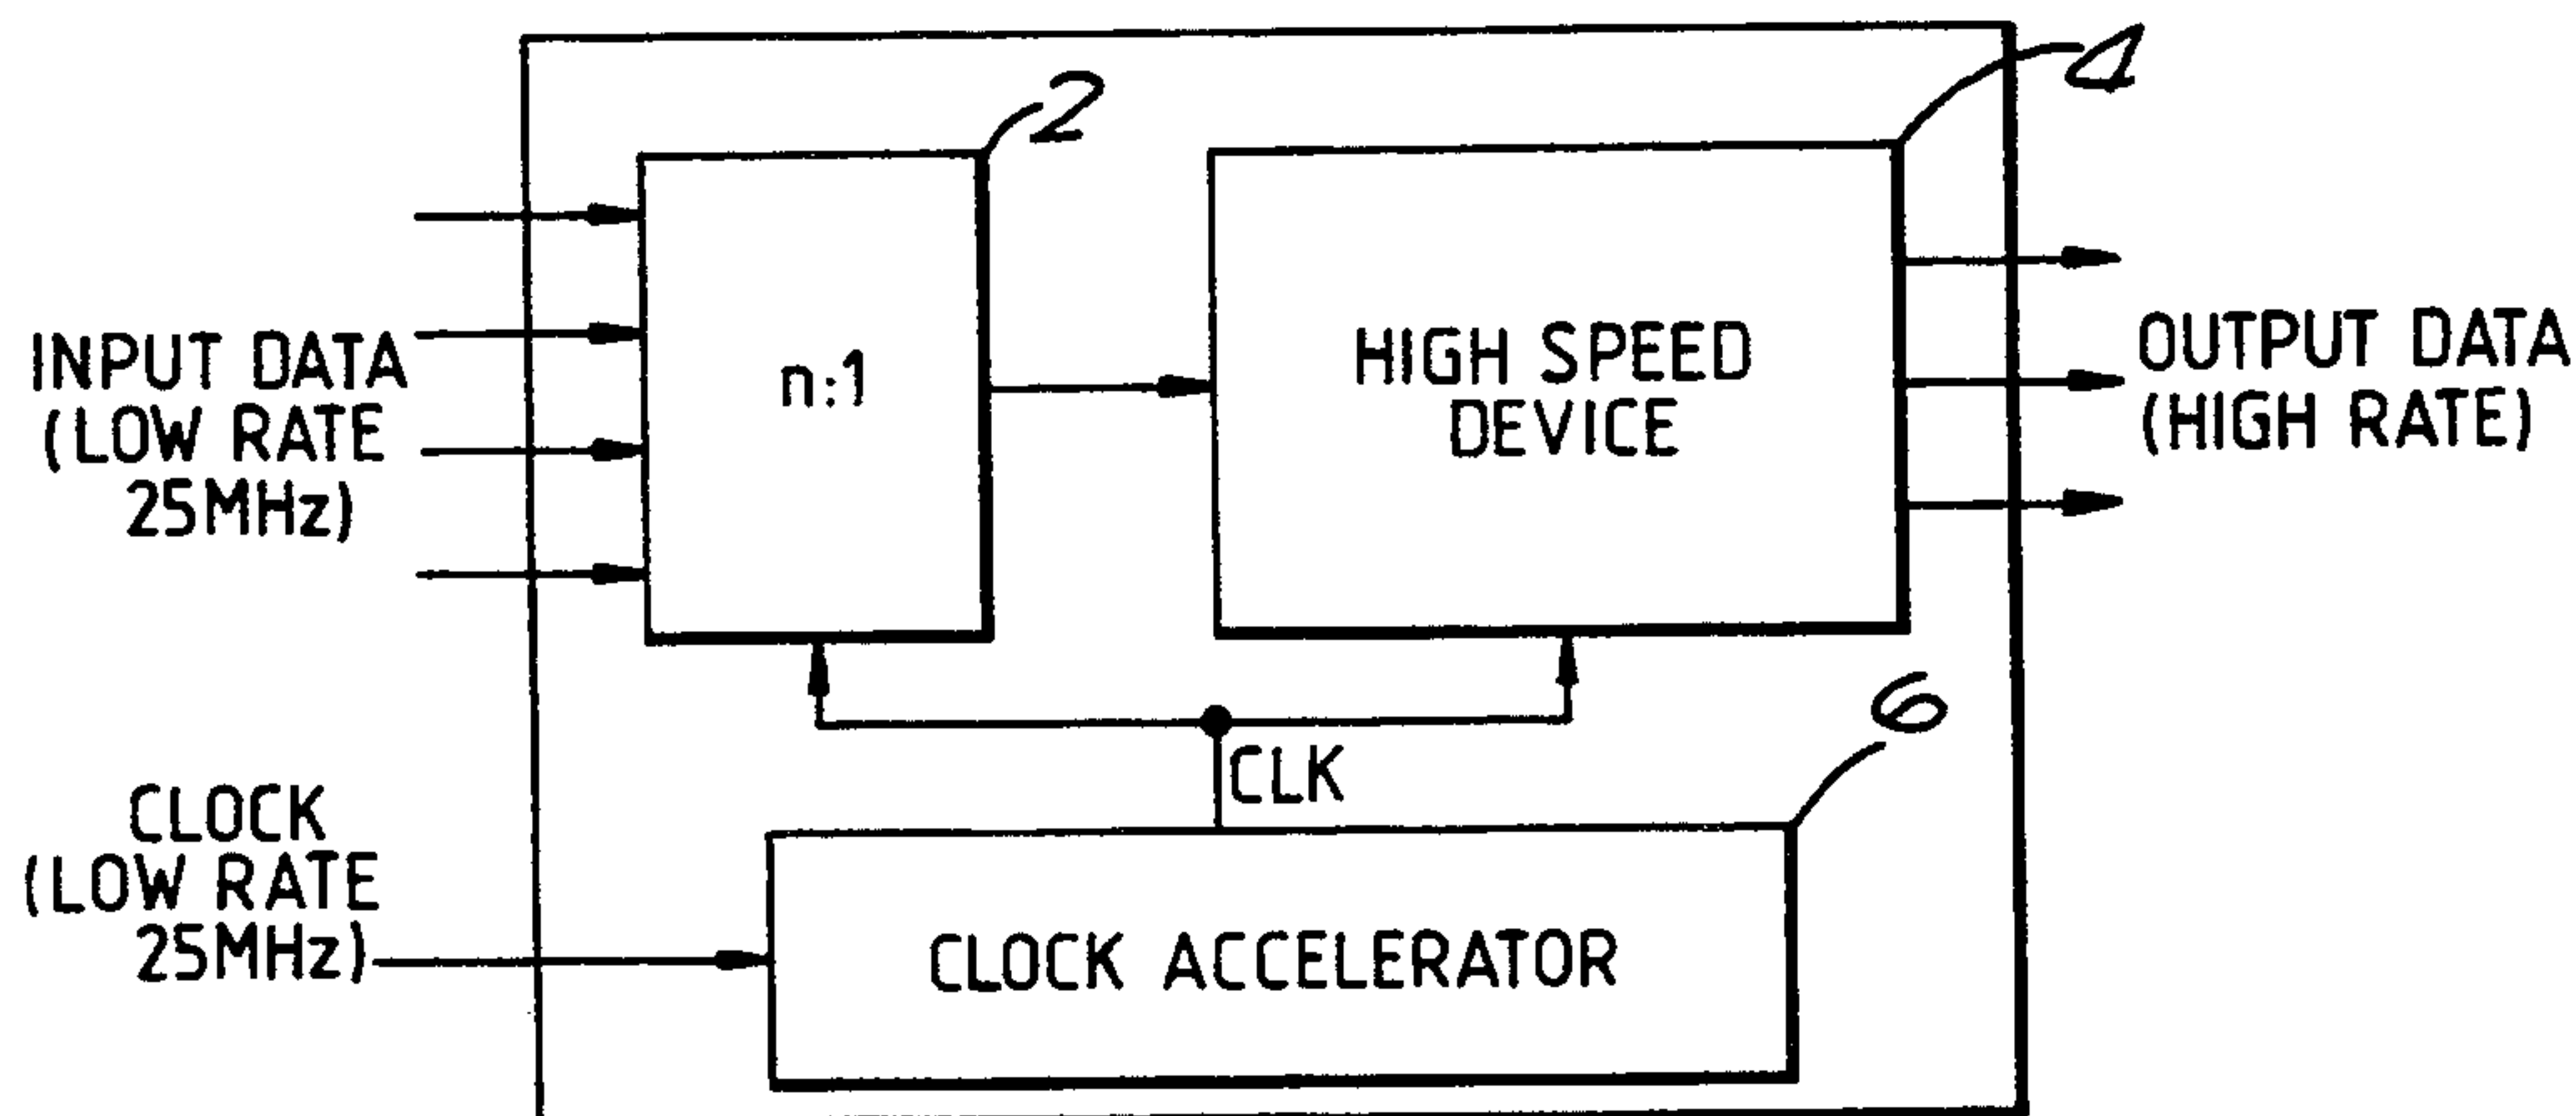 2
4
INPUT DATA
(LOW RATE
25MHz)
n:1
HIGH SPEED
DEVICE
OUTPUT DATA
(HIGH RATE)
6
CLK
CLOCK
(LOW RATE
25MHz)
CLOCK ACCELERATOR